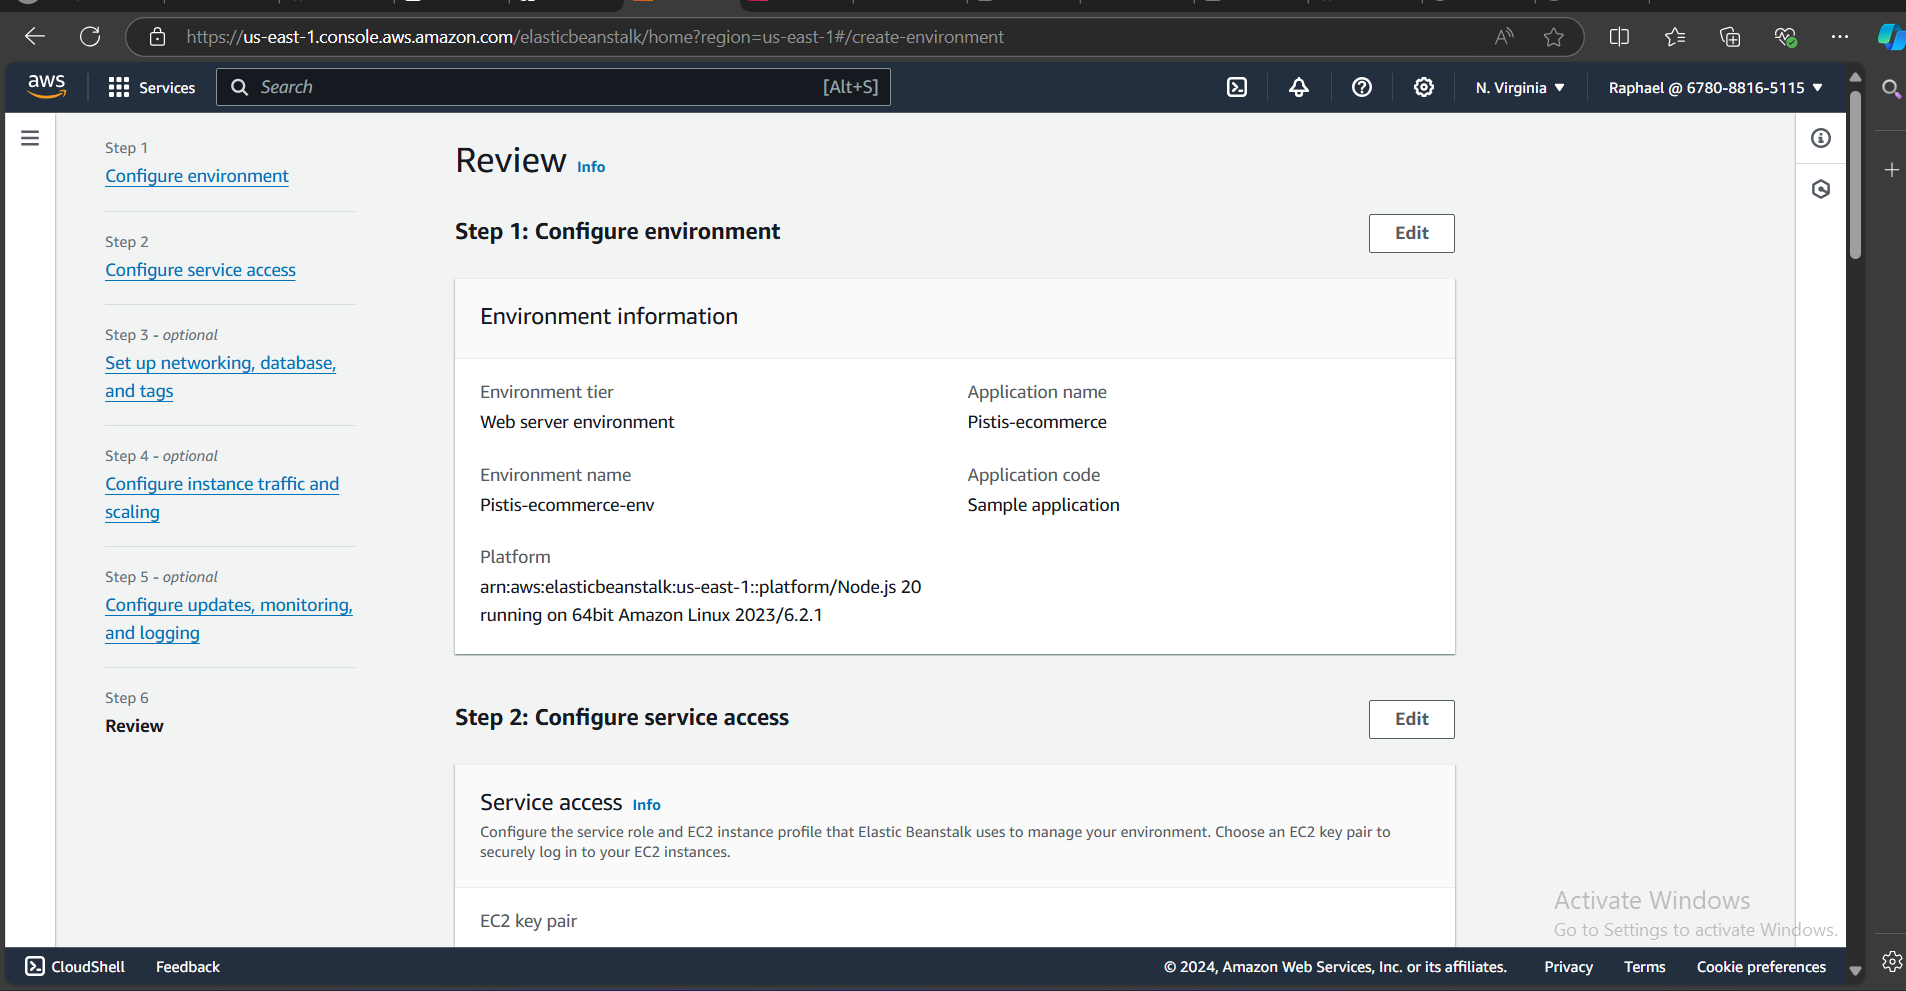 https://us-east-1.console.aws.amazon.com/elasticbeanstalk/home?region=us-east-1#/create-environment
aws
Services
Search
[Alt+S]
N. Virginia
Raphael @ 6780-8816-5115
Step 1
Configure environment
Step 2
Configure service access
Step 3 - optional
Set up networking, database,
and tags
Step 4 - optional
Configure instance traffic and
scaling
Step 5 - optional
Configure updates, monitoring,
and logging
Step 6
Review
Review Info
Step 1: Configure environment
Edit
Environment information
Environment tier
Web server environment
Application name
Pistis-ecommerce
Environment name
Pistis-ecommerce-env
Application code
Sample application
Platform
arn:aws:elasticbeanstalk:us-east-1::platform/Node.js 20
running on 64bit Amazon Linux 2023/6.2.1
Step 2: Configure service access
Edit
Service access Info
Configure the service role and EC2 instance profile that Elastic Beanstalk uses to manage your environment. Choose an EC2 key pair to
securely log in to your EC2 instances.
EC2 key pair
Activate Windows
Go to Settings to activate Windows.
CloudShell
Feedback
© 2024, Amazon Web Services, Inc. or its affiliates.
Privacy
Terms
Cookie preferences